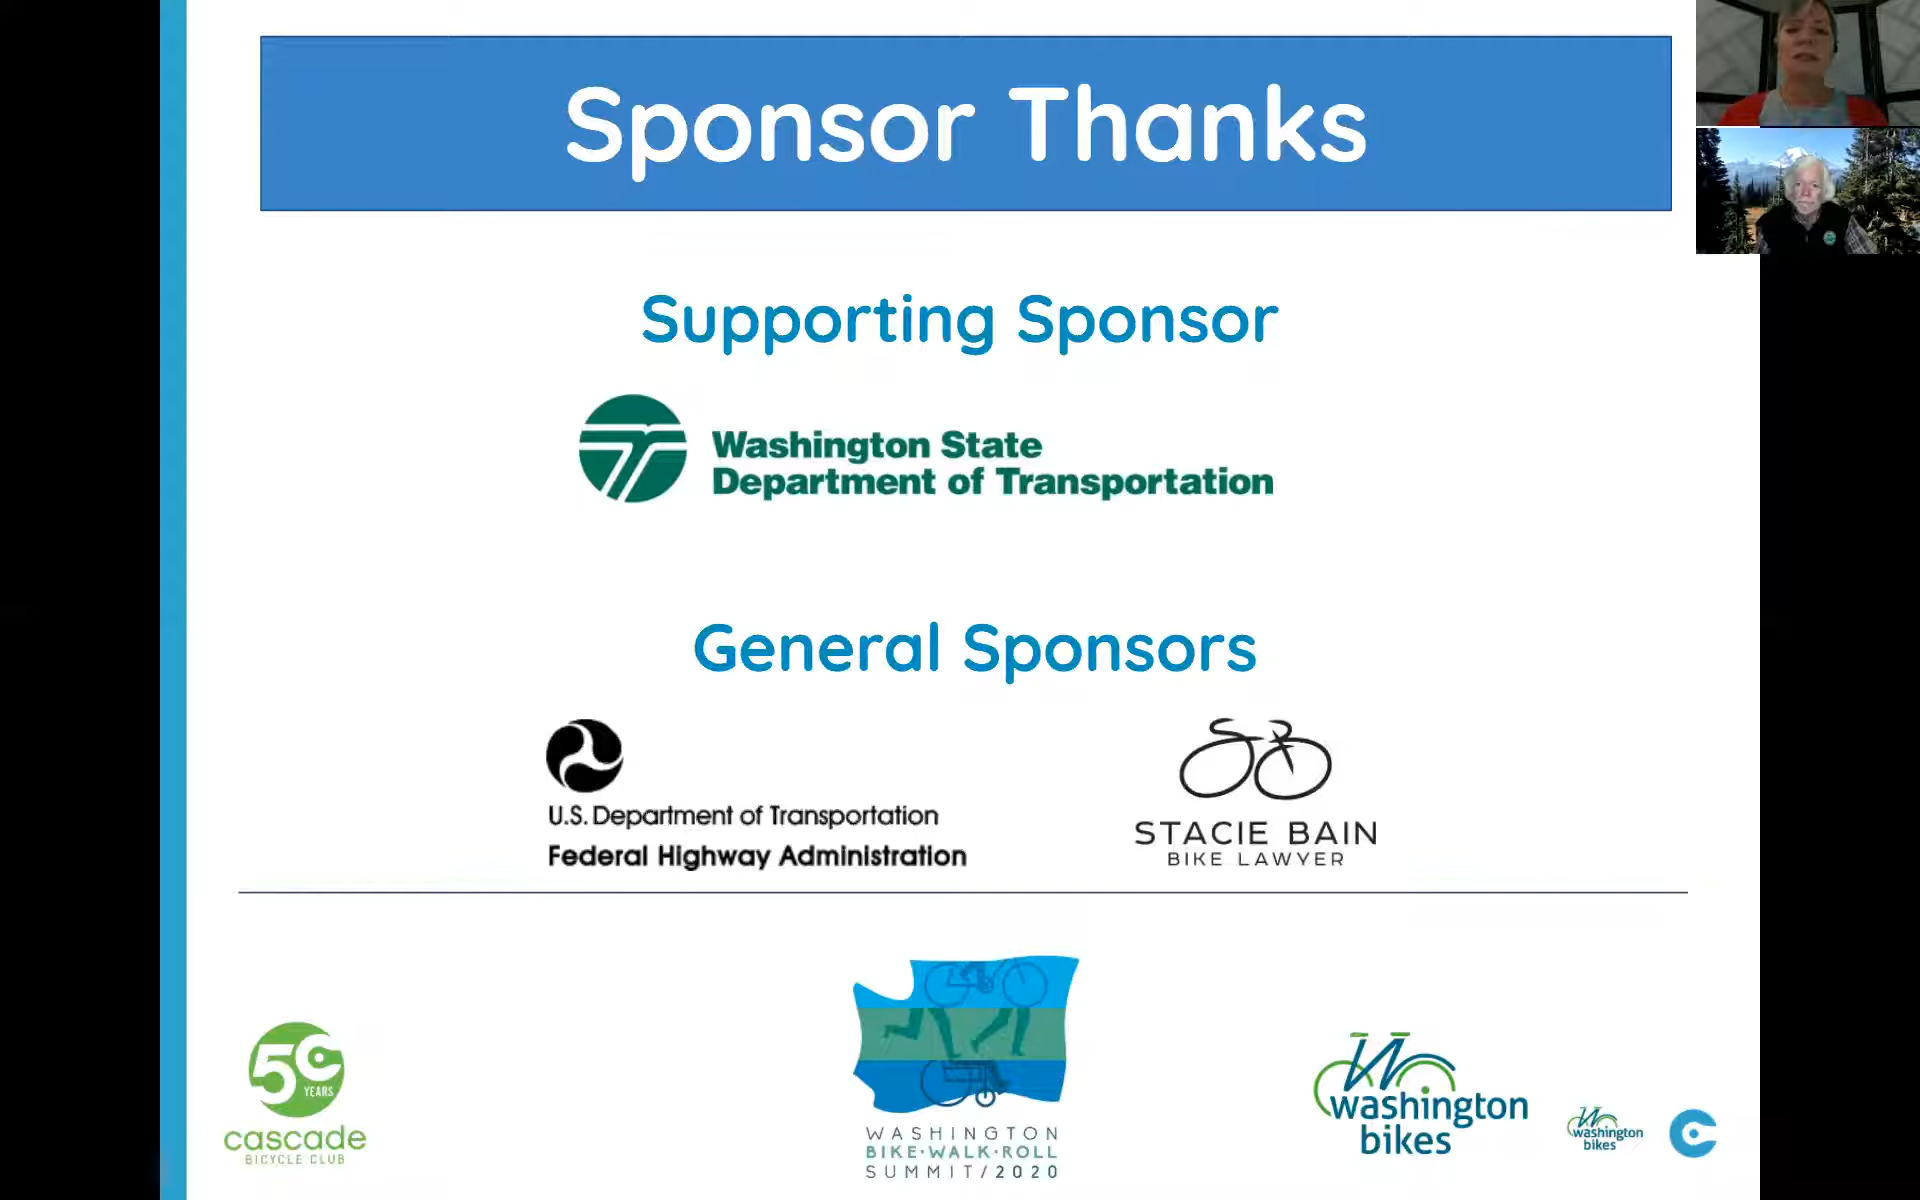 Sponsor Thanks
Supporting Sponsor
Washington State
Department of Transportation
General Sponsors
U.S. Department of Transportation
Federal Highway Administration
STACIE BAIN
BIKE LAWYER
50
YEARS
cascade
BICYCLE CLUB
WASHINGTON
BIKE·WALK·ROLL
SUMMIT/2020
washington
bikes
washington
bikes